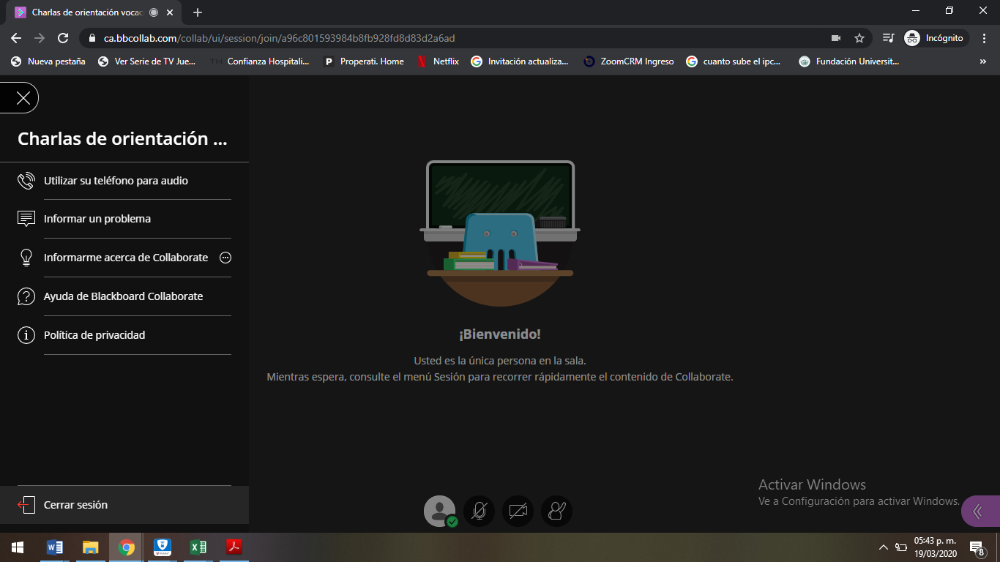 Charlas de orientación vocac
ca.bbcollab.com/collab/ui/session/join/a96c801593984b8fb928fd8d83d2a6ad
Incógnito
Nueva pestaña
Ver Serie de TV Jue...
TH
Confianza Hospitali...
P
Properati. Home
N
Netflix
G
Invitación actualiza...
ZoomCRM Ingreso
G
cuanto sube el ipc...
Fundación Universit...
»
Charlas de orientación ...
Utilizar su teléfono para audio
Informar un problema
Informarme acerca de Collaborate
Ayuda de Blackboard Collaborate
Política de privacidad
Cerrar sesión
¡Bienvenido!
Usted es la única persona en la sala.
Mientras espera, consulte el menú Sesión para recorrer rápidamente el contenido de Collaborate.
Activar Windows
Ve a Configuración para activar Windows.
05:43 p. m.
19/03/2020
8